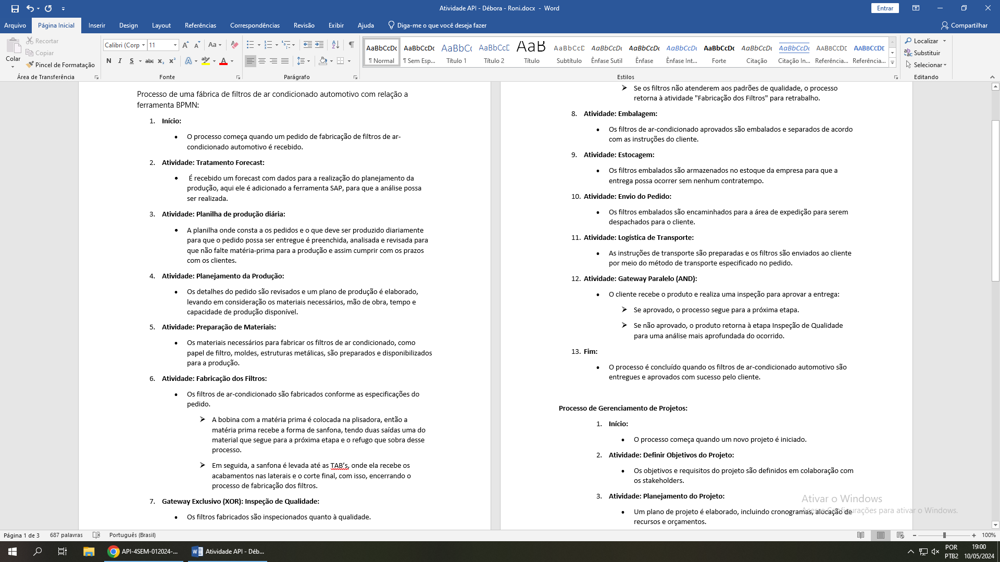 Atividade API - Débora - Roni.docx - Word
Entrar
Arquivo
Página Inicial
Inserir
Design
Layout
Referências
Correspondências
Revisão
Exibir
Ajuda
Diga-me o que você deseja fazer
Compartilhar
Colar
Recortar
Copiar
Pincel de Formatação
Área de Transferência
Calibri (Corp
11
Aa
N I S abc x₂ x²
Fonte
Parágrafo
AaBbCcDc
¶ Normal
AaBbCcDc
¶ Sem Esp...
AaBbCc
Título 1
AaBbCcD
Título 2
AaB
Título
AaBbCcD
Subtítulo
AaBbCcDc
Ênfase Sutil
AaBbCcDc
Ênfase
AaBbCcDc
Ênfase Int...
AaBbCcDc
Forte
AaBbCcDc
Citação
AaBbCcDc
Citação In...
AABBCCDE
Referência...
AABBCCDE
Referência...
Estilos
Localizar
Substituir
Selecionar
Editando
Processo de uma fábrica de filtros de ar condicionado automotivo com relação a
ferramenta BPMN:
1. Início:
• O processo começa quando um pedido de fabricação de filtros de ar-
condicionado automotivo é recebido.
2. Atividade: Tratamento Forecast:
• É recebido um forecast com dados para a realização do planejamento da
produção, aqui ele é adicionado a ferramenta SAP, para que a análise possa
ser realizada.
3. Atividade: Planilha de produção diária:
• A planilha onde consta a os pedidos e o que deve ser produzido diariamente
para que o pedido possa ser entregue é preenchida, analisada e revisada para
que não falte matéria-prima para a produção e assim cumprir com os prazos
com os clientes.
4. Atividade: Planejamento da Produção:
• Os detalhes do pedido são revisados e um plano de produção é elaborado,
levando em consideração os materiais necessários, mão de obra, tempo e
capacidade de produção disponível.
5. Atividade: Preparação de Materiais:
• Os materiais necessários para fabricar os filtros de ar condicionado, como
papel de filtro, moldes, estruturas metálicas, são preparados e disponibilizados
para a produção.
6. Atividade: Fabricação dos Filtros:
• Os filtros de ar-condicionado são fabricados conforme as especificações do
pedido.
➢ A bobina com a matéria prima é colocada na plisadora, então a
matéria prima recebe a forma de sanfona, tendo duas saídas uma do
material que segue para a próxima etapa e o refugo que sobra desse
processo.
➢ Em seguida, a sanfona é levada até as TAB’s, onde ela recebe os
acabamentos nas laterais e o corte final, com isso, encerrando o
processo de fabricação dos filtros.
7. Gateway Exclusivo (XOR): Inspeção de Qualidade:
• Os filtros fabricados são inspecionados quanto à qualidade.
➢ Se os filtros não atenderem aos padrões de qualidade, o processo
retorna à atividade "Fabricação dos Filtros" para retrabalho.
8. Atividade: Embalagem:
• Os filtros de ar-condicionado aprovados são embalados e separados de acordo
com as instruções do cliente.
9. Atividade: Estocagem:
• Os filtros embalados são armazenados no estoque da empresa para que a
entrega possa ocorrer sem nenhum contratempo.
10. Atividade: Envio do Pedido:
• Os filtros embalados são encaminhados para a área de expedição para serem
despachados para o cliente.
11. Atividade: Logística de Transporte:
• As instruções de transporte são preparadas e os filtros são enviados ao cliente
por meio do método de transporte especificado no pedido.
12. Atividade: Gateway Paralelo (AND):
• O cliente recebe o produto e realiza uma inspeção para aprovar a entrega:
➢ Se aprovado, o processo segue para a próxima etapa.
➢ Se não aprovado, o produto retorna à etapa Inspeção de Qualidade
para uma análise mais aprofundada do ocorrido.
13. Fim:
• O processo é concluído quando os filtros de ar-condicionado automotivo são
entregues e aprovados com sucesso pelo cliente.
Processo de Gerenciamento de Projetos:
1. Início:
• O processo começa quando um novo projeto é iniciado.
2. Atividade: Definir Objetivos do Projeto:
• Os objetivos e requisitos do projeto são definidos em colaboração com
os stakeholders.
3. Atividade: Planejamento do Projeto:
• Um plano de projeto é elaborado, incluindo cronogramas, alocação de
recursos e orçamentos.
Ativar o Windows
Acesse Configurações para ativar o Windows.
Página 1 de 3
687 palavras
Português (Brasil)
100%
API-4SEM-012024-...
Atividade API - Déb...
POR
PTB2
19:00
10/05/2024